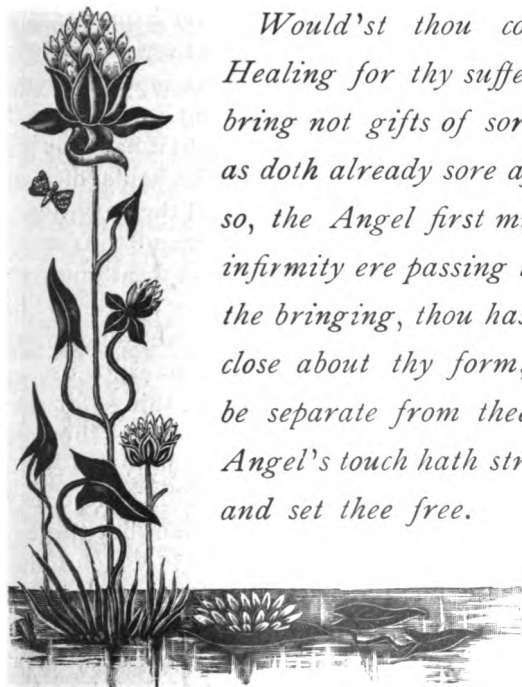 Would'st thou co
Healing for thy suffe
bring not gifts of sor
as doth already sore a
so, the Angel first m
infirmity ere passing
the bringing, thou has
close about thy form
be separate from thee
Angel's touch hath str
and set thee free.